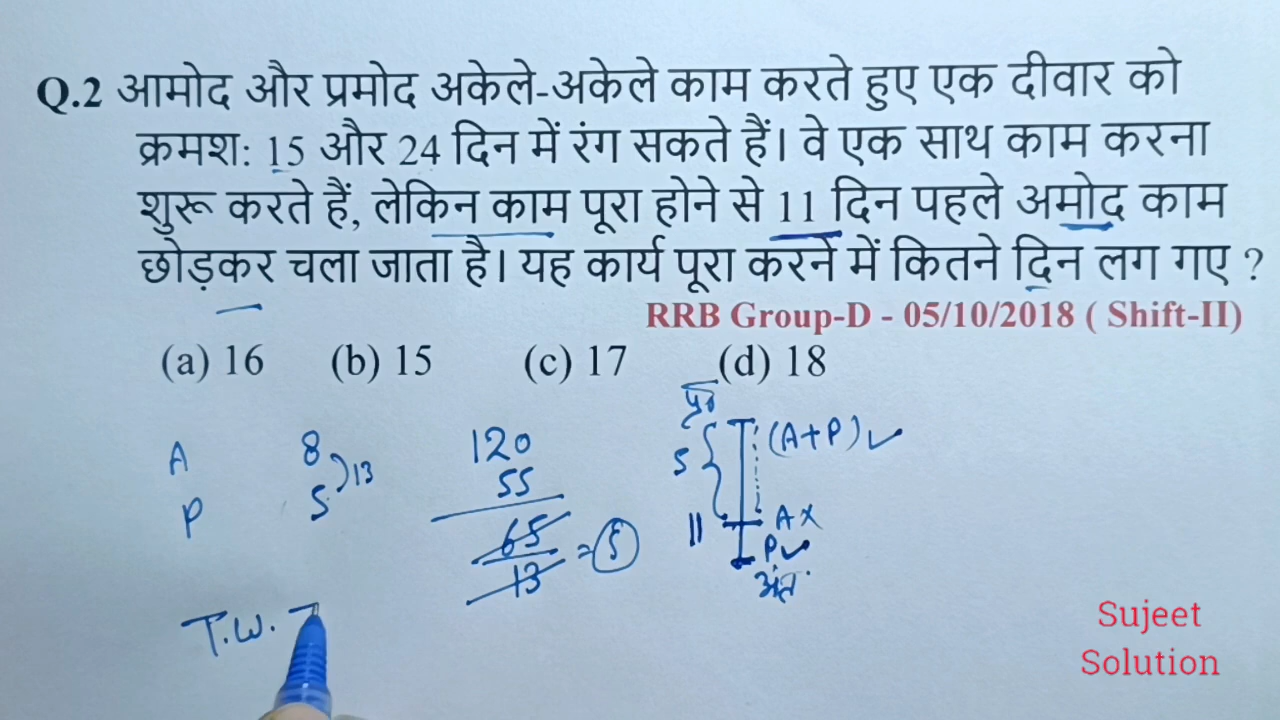 Q.2 आमोद और प्रमोद अकेले-अकेले काम करते हुए एक दीवार को
क्रमश: 15 और 24 दिन में रंग सकते हैं। वे एक साथ काम करना
शुरू करते हैं, लेकिन काम पूरा होने से 11 दिन पहले अमोद काम
छोड़कर चला जाता है। यह कार्य पूरा करने में कितने दिन लग गए ?
RRB Group-D - 05/10/2018 ( Shift-II)
(a) 16 (b) 15 (c) 17 (d) 18
A 8 120 (A+P) ✓
P 5 ) 13 55 5
65 11 A x
13 = 5 P ✓
अंत
T.W. T
Sujeet
Solution